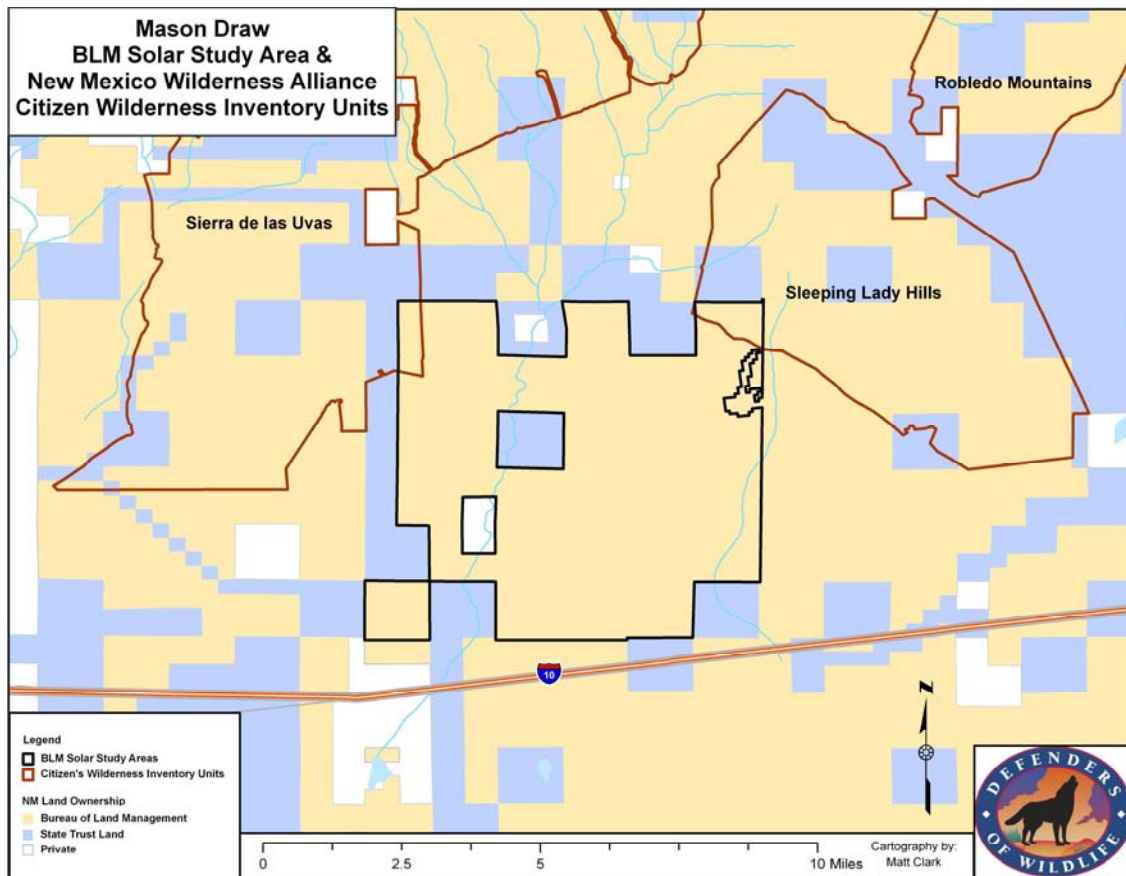 Mason Draw
BLM Solar Study Area &
New Mexico Wilderness Alliance
Citizen Wilderness Inventory Units
Robledo Mountains
Sierra de las Uvas
Sleeping Lady Hills
10
N
Legend
BLM Solar Study Areas
Citizen's Wilderness Inventory Units
NM Land Ownership
Bureau of Land Management
State Trust Land
Private
0 2.5 5 10 Miles
Cartography by:
Matt Clark
DEFENDERS
OF WILDLIFE